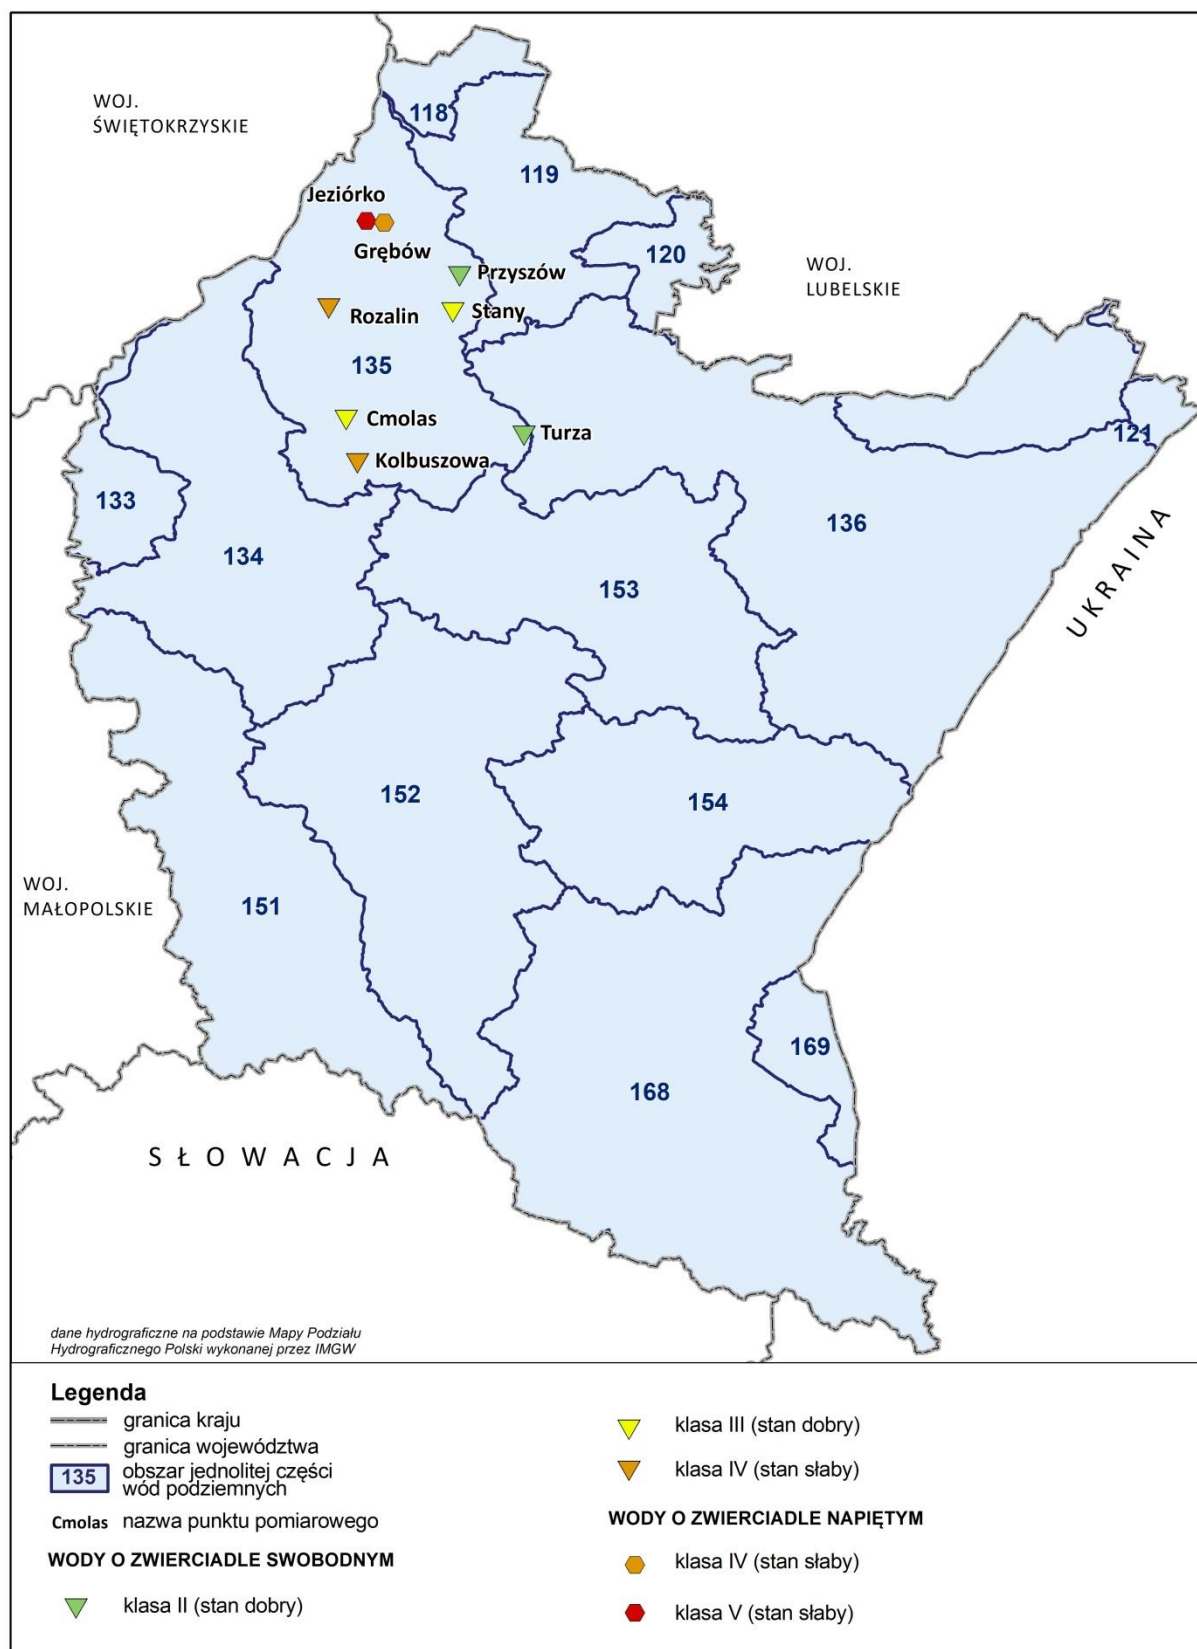 WOJ.
ŚWIĘTOKRZYSKIE
118
119
Jeziórko
Grębów
120
WOJ.
LUBELSKIE
Przyszów
Rozalin
Stany
135
Cmolas
Turza
121
Kolbuszowa
133
136
134
153
UKRAINA
152
154
WOJ.
MAŁOPOLSKIE
151
169
168
SŁOWACJA
dane hydrograficzne na podstawie Mapy Podziału
Hydrograficznego Polski wykonanej przez IMGW
Legenda
granica kraju
granica województwa
135 obszar jednolitej części
wód podziemnych
Cmolas nazwa punktu pomiarowego
WODY O ZWIERCIADLE SWOBODNYM
klasa II (stan dobry)
klasa III (stan dobry)
klasa IV (stan słaby)
WODY O ZWIERCIADLE NAPIĘTYM
klasa IV (stan słaby)
klasa V (stan słaby)